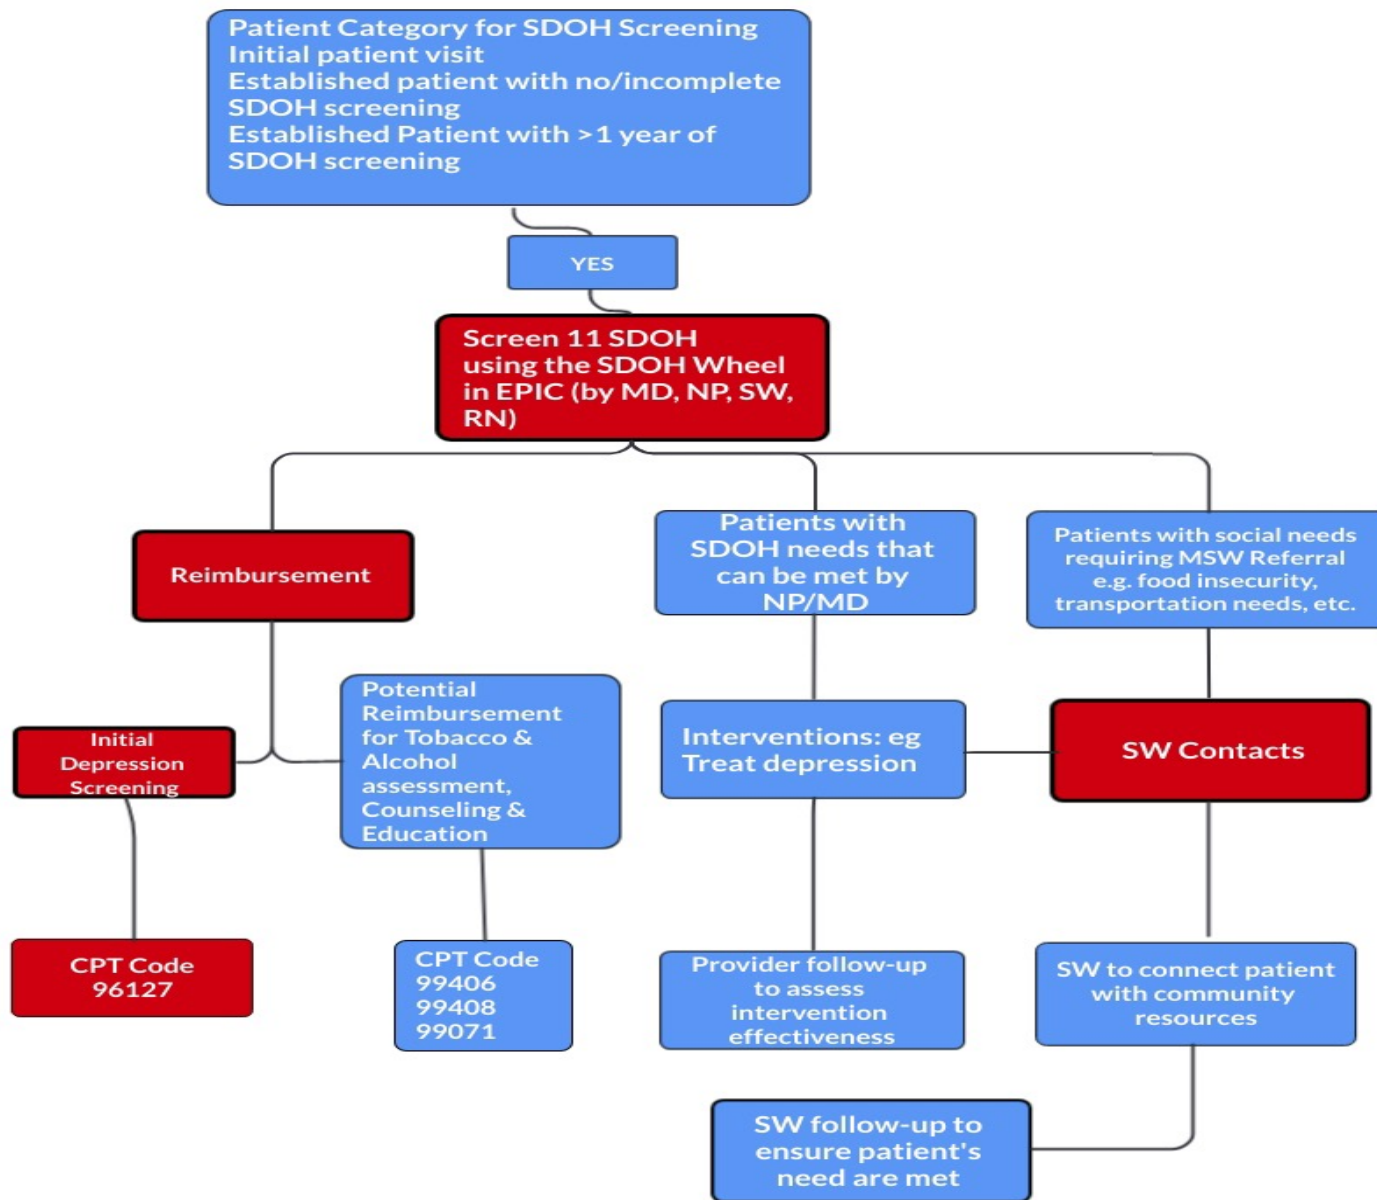 Patient Category for SDOH Screening
Initial patient visit
Established patient with no/incomplete
SDOH screening
Established Patient with >1 year of
SDOH screening
YES
Screen 11 SDOH
using the SDOH Wheel
in EPIC (by MD, NP, SW,
RN)
Reimbursement
Patients with
SDOH needs that
can be met by
NP/MD
Patients with social needs
requiring MSW Referral
e.g. food insecurity,
transportation needs, etc.
Initial
Depression
Screening
Potential
Reimbursement
for Tobacco &
Alcohol
assessment,
Counseling &
Education
Interventions: eg
Treat depression
SW Contacts
CPT Code
96127
CPT Code
99406
99408
99071
Provider follow-up
to assess
intervention
effectiveness
SW to connect patient
with community
resources
SW follow-up to
ensure patient's
need are met